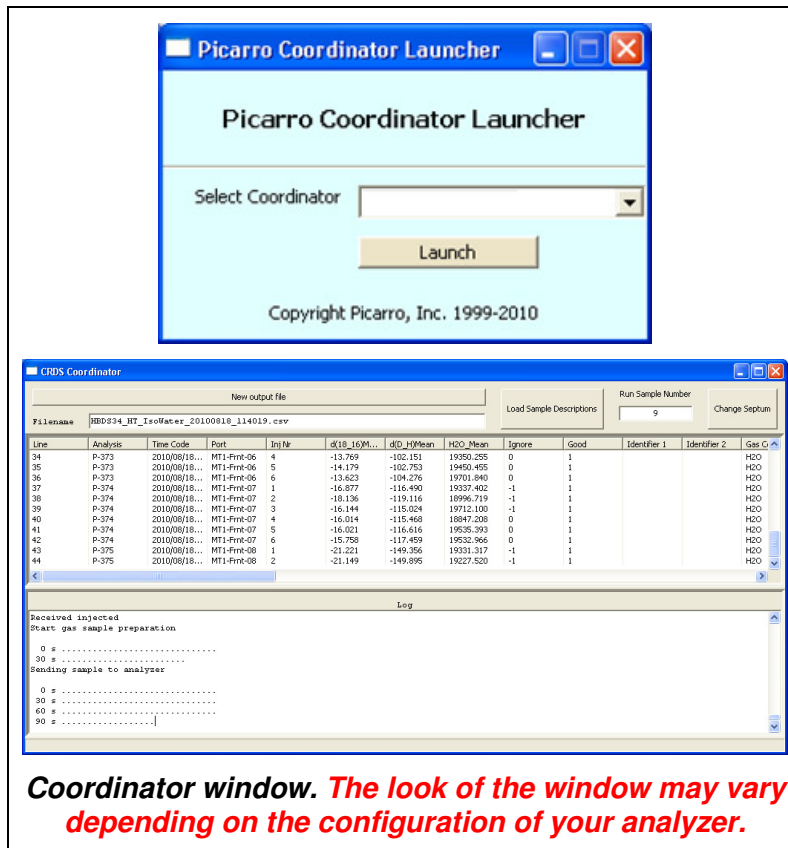 Picarro Coordinator Launcher
Picarro Coordinator Launcher
Select Coordinator
Launch
Copyright Picarro, Inc. 1999-2010
CRDS Coordinator
New output file
Load Sample Descriptions
Run Sample Number
Change Septum
Filename HBDS34_HT_IsoWater_20100818_114019.csv
9
Line Analysis Time Code Port Inj Nr d(18_16)M... d(D_H)Mean H2O_Mean Ignore Good Identifier 1 Identifier 2 Gas C
34 P-373 2010/08/18... MT1-Frnt-06 4 -13.769 -102.151 19350.255 0 1 H2O
35 P-373 2010/08/18... MT1-Frnt-06 5 -14.179 -102.753 19450.455 0 1 H2O
36 P-373 2010/08/18... MT1-Frnt-06 6 -13.623 -104.276 19701.840 0 1 H2O
37 P-374 2010/08/18... MT1-Frnt-07 1 -16.877 -116.490 19337.402 -1 1 H2O
38 P-374 2010/08/18... MT1-Frnt-07 2 -18.136 -119.116 18996.719 -1 1 H2O
39 P-374 2010/08/18... MT1-Frnt-07 3 -16.144 -115.024 19712.100 -1 1 H2O
40 P-374 2010/08/18... MT1-Frnt-07 4 -16.014 -115.468 18847.208 0 1 H2O
41 P-374 2010/08/18... MT1-Frnt-07 5 -16.021 -116.616 19535.393 0 1 H2O
42 P-374 2010/08/18... MT1-Frnt-07 6 -15.758 -117.459 19532.966 0 1 H2O
43 P-375 2010/08/18... MT1-Frnt-08 1 -21.221 -149.356 19331.317 -1 1 H2O
44 P-375 2010/08/18... MT1-Frnt-08 2 -21.149 -149.895 19227.520 -1 1 H2O
Log
Received injected
Start gas sample preparation
0 s ..............................
30 s ........................
Sending sample to analyzer
0 s ..............................
30 s ..............................
60 s ..............................
90 s ..................
Coordinator window. The look of the window may vary
depending on the configuration of your analyzer.